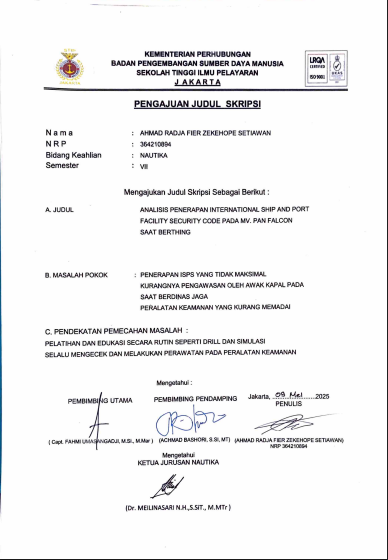 KEMENTERIAN PERHUBUNGAN
BADAN PENGEMBANGAN SUMBER DAYA MANUSIA
SEKOLAH TINGGI ILMU PELAYARAN
J A K A R T A
LRQA
CERTIFIED
ISO 9001
UKAS
PENGAJUAN JUDUL SKRIPSI
N a m a : AHMAD RADJA FIER ZEKEHOPE SETIAWAN
N R P : 364210894
Bidang Keahlian : NAUTIKA
Semester : VII
Mengajukan Judul Skripsi Sebagai Berikut :
A. JUDUL ANALISIS PENERAPAN INTERNATIONAL SHIP AND PORT
FACILITY SECURITY CODE PADA MV. PAN FALCON
SAAT BERTHING
B. MASALAH POKOK : PENERAPAN ISPS YANG TIDAK MAKSIMAL
KURANGNYA PENGAWASAN OLEH AWAK KAPAL PADA
SAAT BERDINAS JAGA
PERALATAN KEAMANAN YANG KURANG MEMADAI
C. PENDEKATAN PEMECAHAN MASALAH :
PELATIHAN DAN EDUKASI SECARA RUTIN SEPERTI DRILL DAN SIMULASI
SELALU MENGECEK DAN MELAKUKAN PERAWATAN PADA PERALATAN KEAMANAN
Mengetahui :
PEMBIMBING UTAMA PEMBIMBING PENDAMPING Jakarta, 09 Mei 2025
PENULIS
( Capt. FAHMI UMASANGADJI, M.Si., M.Mar ) (ACHMAD BASHORI, S.SI, MT) (AHMAD RADJA FIER ZEKEHOPE SETIAWAN)
NRP 364210894
Mengetahui
KETUA JURUSAN NAUTIKA
(Dr. MEILINASARI N.H.,S.SIT., M.MTr )